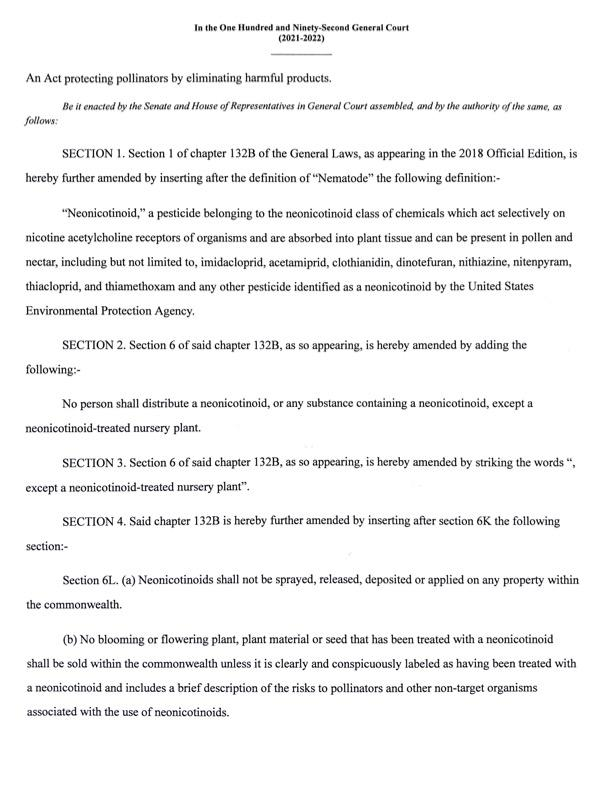 In the One Hundred and Ninety-Second General Court
(2021-2022)
An Act protecting pollinators by eliminating harmful products.
Be it enacted by the Senate and House of Representatives in General Court assembled, and by the authority of the same, as
follows:
SECTION 1. Section 1 of chapter 132B of the General Laws, as appearing in the 2018 Official Edition, is
hereby further amended by inserting after the definition of “Nematode” the following definition:-
“Neonicotinoid,” a pesticide belonging to the neonicotinoid class of chemicals which act selectively on
nicotine acetylcholine receptors of organisms and are absorbed into plant tissue and can be present in pollen and
nectar, including but not limited to, imidacloprid, acetamiprid, clothianidin, dinotefuran, nithiazine, nitenpyram,
thiacloprid, and thiamethoxam and any other pesticide identified as a neonicotinoid by the United States
Environmental Protection Agency.
SECTION 2. Section 6 of said chapter 132B, as so appearing, is hereby amended by adding the
following:-
No person shall distribute a neonicotinoid, or any substance containing a neonicotinoid, except a
neonicotinoid-treated nursery plant.
SECTION 3. Section 6 of said chapter 132B, as so appearing, is hereby amended by striking the words “,
except a neonicotinoid-treated nursery plant”.
SECTION 4. Said chapter 132B is hereby further amended by inserting after section 6K the following
section:-
Section 6L. (a) Neonicotinoids shall not be sprayed, released, deposited or applied on any property within
the commonwealth.
(b) No blooming or flowering plant, plant material or seed that has been treated with a neonicotinoid
shall be sold within the commonwealth unless it is clearly and conspicuously labeled as having been treated with
a neonicotinoid and includes a brief description of the risks to pollinators and other non-target organisms
associated with the use of neonicotinoids.